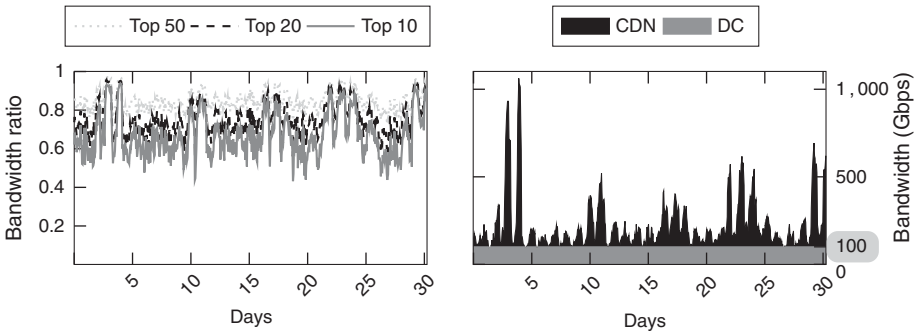 Top 50 Top 20 Top 10
Bandwidth ratio
1
0.8
0.6
0.4
0.2
5 10 15 20 25 30
Days
CDN DC
1,000
500
100
0
Bandwidth (Gbps)
5 10 15 20 25 30
Days